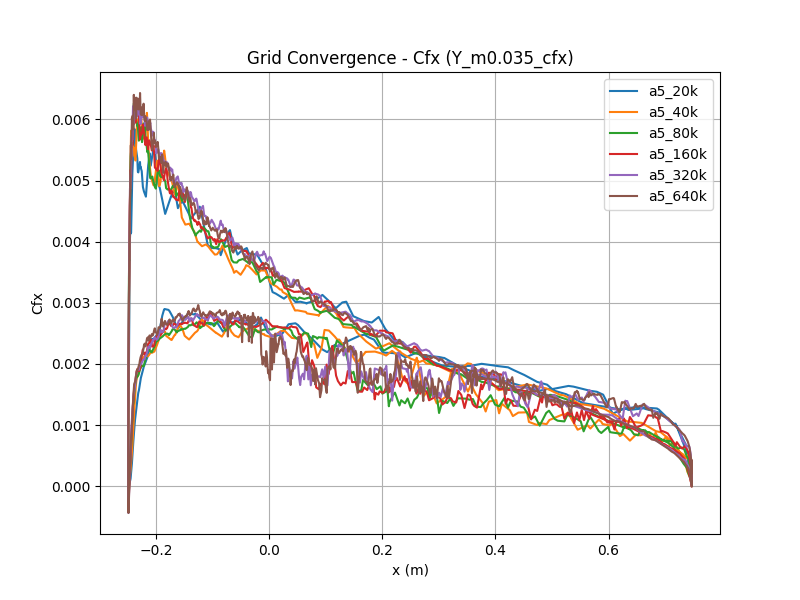 Grid Convergence - Cfx (Y_m0.035_cfx)
a5_20k
a5_40k
a5_80k
a5_160k
a5_320k
a5_640k
Cfx
0.006
0.005
0.004
0.003
0.002
0.001
0.000
−0.2
0.0
0.2
0.4
0.6
x (m)